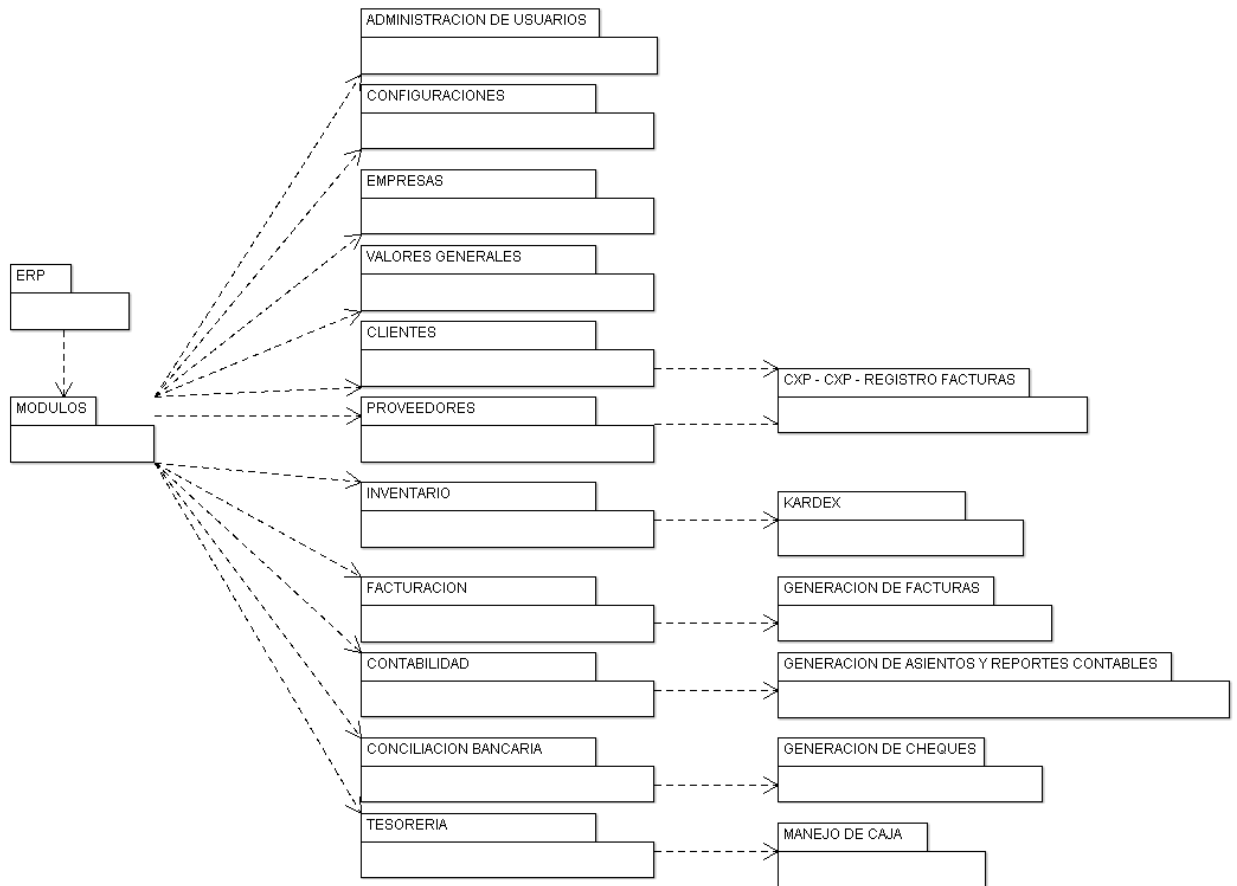 ADMINISTRACION DE USUARIOS
CONFIGURACIONES
EMPRESAS
VALORES GENERALES
ERP
CLIENTES
CXP - CXP - REGISTRO FACTURAS
MODULOS
PROVEEDORES
INVENTARIO
KARDEX
FACTURACION
GENERACION DE FACTURAS
CONTABILIDAD
GENERACION DE ASIENTOS Y REPORTES CONTABLES
CONCILIACION BANCARIA
GENERACION DE CHEQUES
TESORERIA
MANEJO DE CAJA